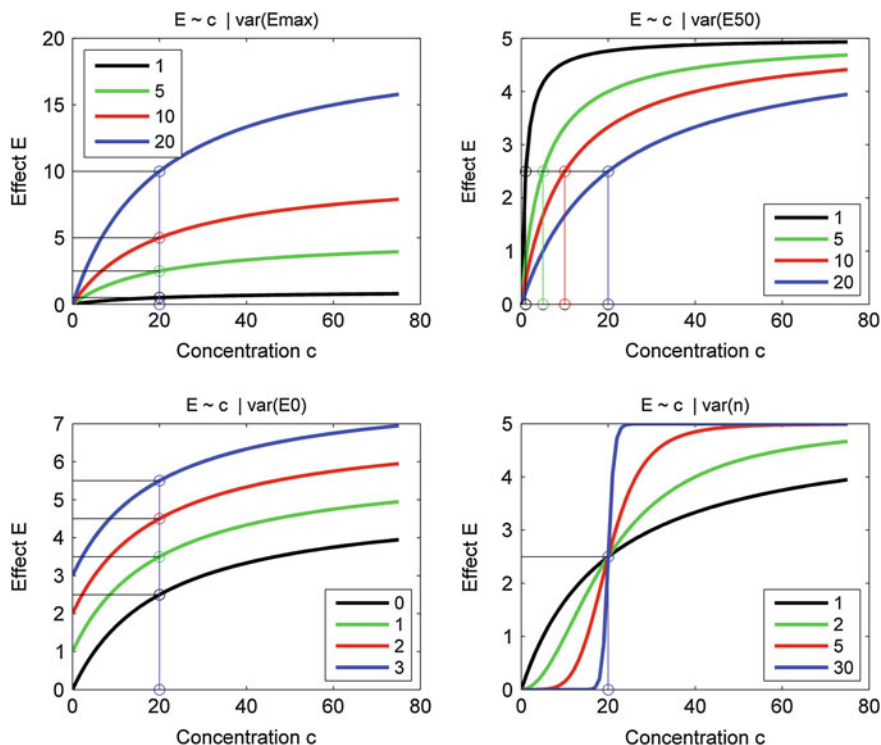 E ~ c | var(Emax)
20
15
10
5
0
Effect E
1
5
10
20
0 20 40 60 80
Concentration c
E ~ c | var(E50)
5
4
3
2
1
0
Effect E
1
5
10
20
0 20 40 60 80
Concentration c
E ~ c | var(E0)
7
6
5
4
3
2
1
0
Effect E
0
1
2
3
0 20 40 60 80
Concentration c
E ~ c | var(n)
5
4
3
2
1
0
Effect E
1
2
5
30
0 20 40 60 80
Concentration c